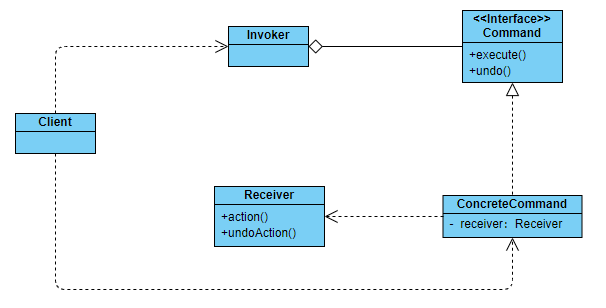 Invoker
<<Interface>>
Command
+execute()
+undo()
Client
Receiver
+action()
+undoAction()
ConcreteCommand
- receiver: Receiver